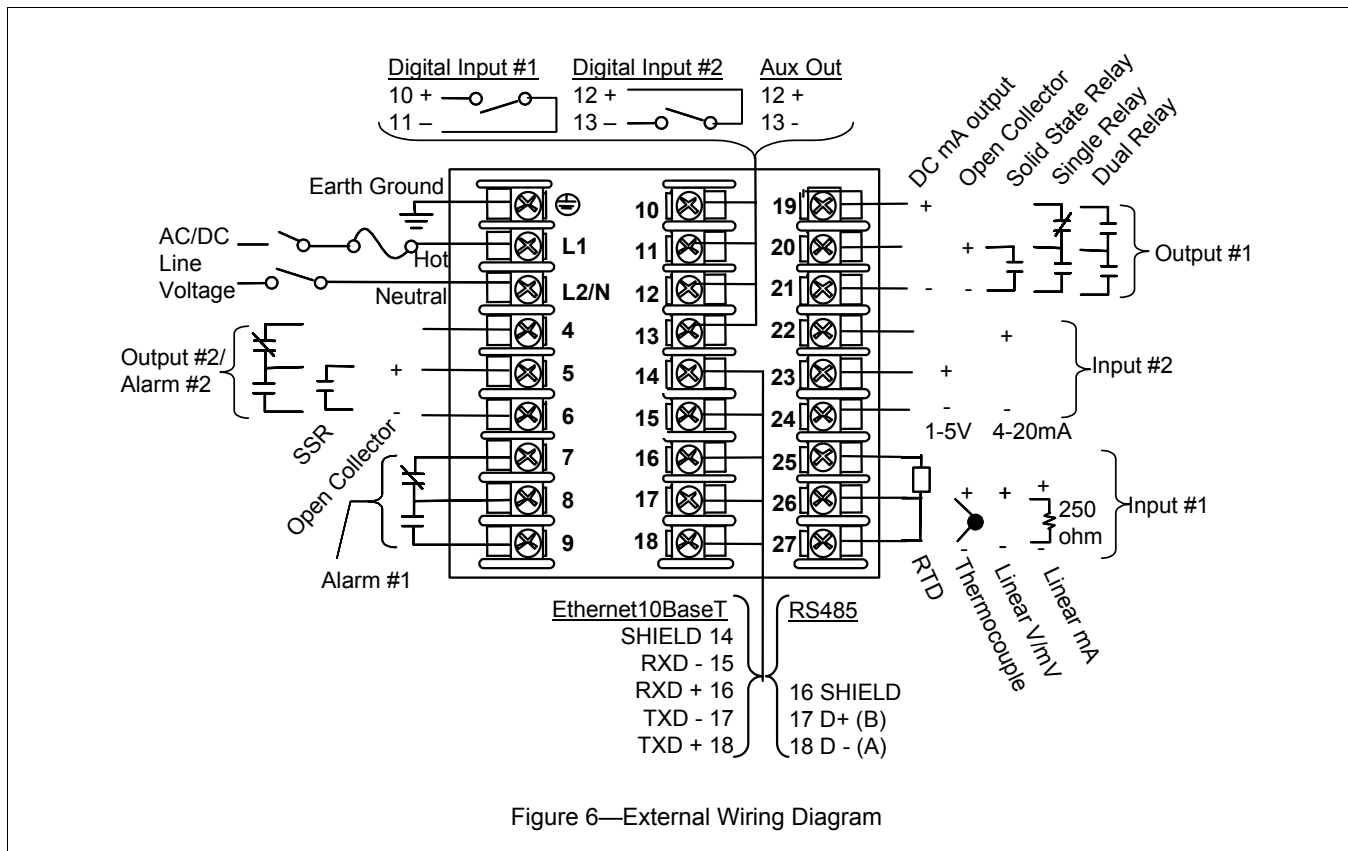 Digital Input #1
10 +
11 –
Digital Input #2
12 +
13 –
Aux Out
12 +
13 -
DC mA output
Open Collector
Solid State Relay
Single Relay
Dual Relay
Earth Ground
AC/DC
Line
Voltage
Hot
Neutral
L1
L2/N
4
5
6
7
8
9
10
11
12
13
14
15
16
17
18
19
20
21
22
23
24
25
26
27
Output #2/
Alarm #2
+
-
SSR
Open Collector
Alarm #1
+
+
- -
Output #1
+
+
- -
1-5V 4-20mA
Input #2
+ + +
250
ohm
- - -
Input #1
RTD
Thermocouple
Linear V/mV
Linear mA
Ethernet10BaseT
SHIELD 14
RXD - 15
RXD + 16
TXD - 17
TXD + 18
RS485
16 SHIELD
17 D+ (B)
18 D - (A)
Figure 6—External Wiring Diagram